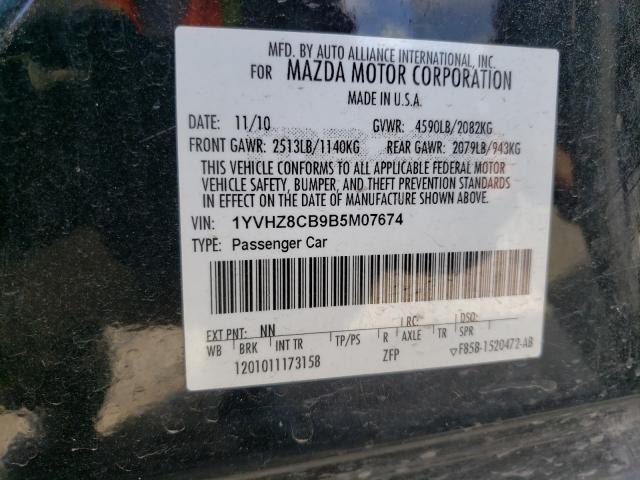 MFD. BY AUTO ALLIANCE INTERNATIONAL, INC.
FOR MAZDA MOTOR CORPORATION
MADE IN U.S.A.
DATE: 11/10 GVWR: 4590LB/2082KG
FRONT GAWR: 2513LB/1140KG REAR GAWR: 2079LB/943KG
THIS VEHICLE CONFORMS TO ALL APPLICABLE FEDERAL MOTOR
VEHICLE SAFETY, BUMPER, AND THEFT PREVENTION STANDARDS
IN EFFECT ON THE DATE OF MANUFACTURE SHOWN ABOVE.
VIN: 1YVHZ8CB9B5M07674
TYPE: Passenger Car
EXT PNT: NN RC: DSO:
WB BRK INT TR TP/PS R AXLE TR SPR
1201011173158 ZFP ▽F85B-1520472-AB